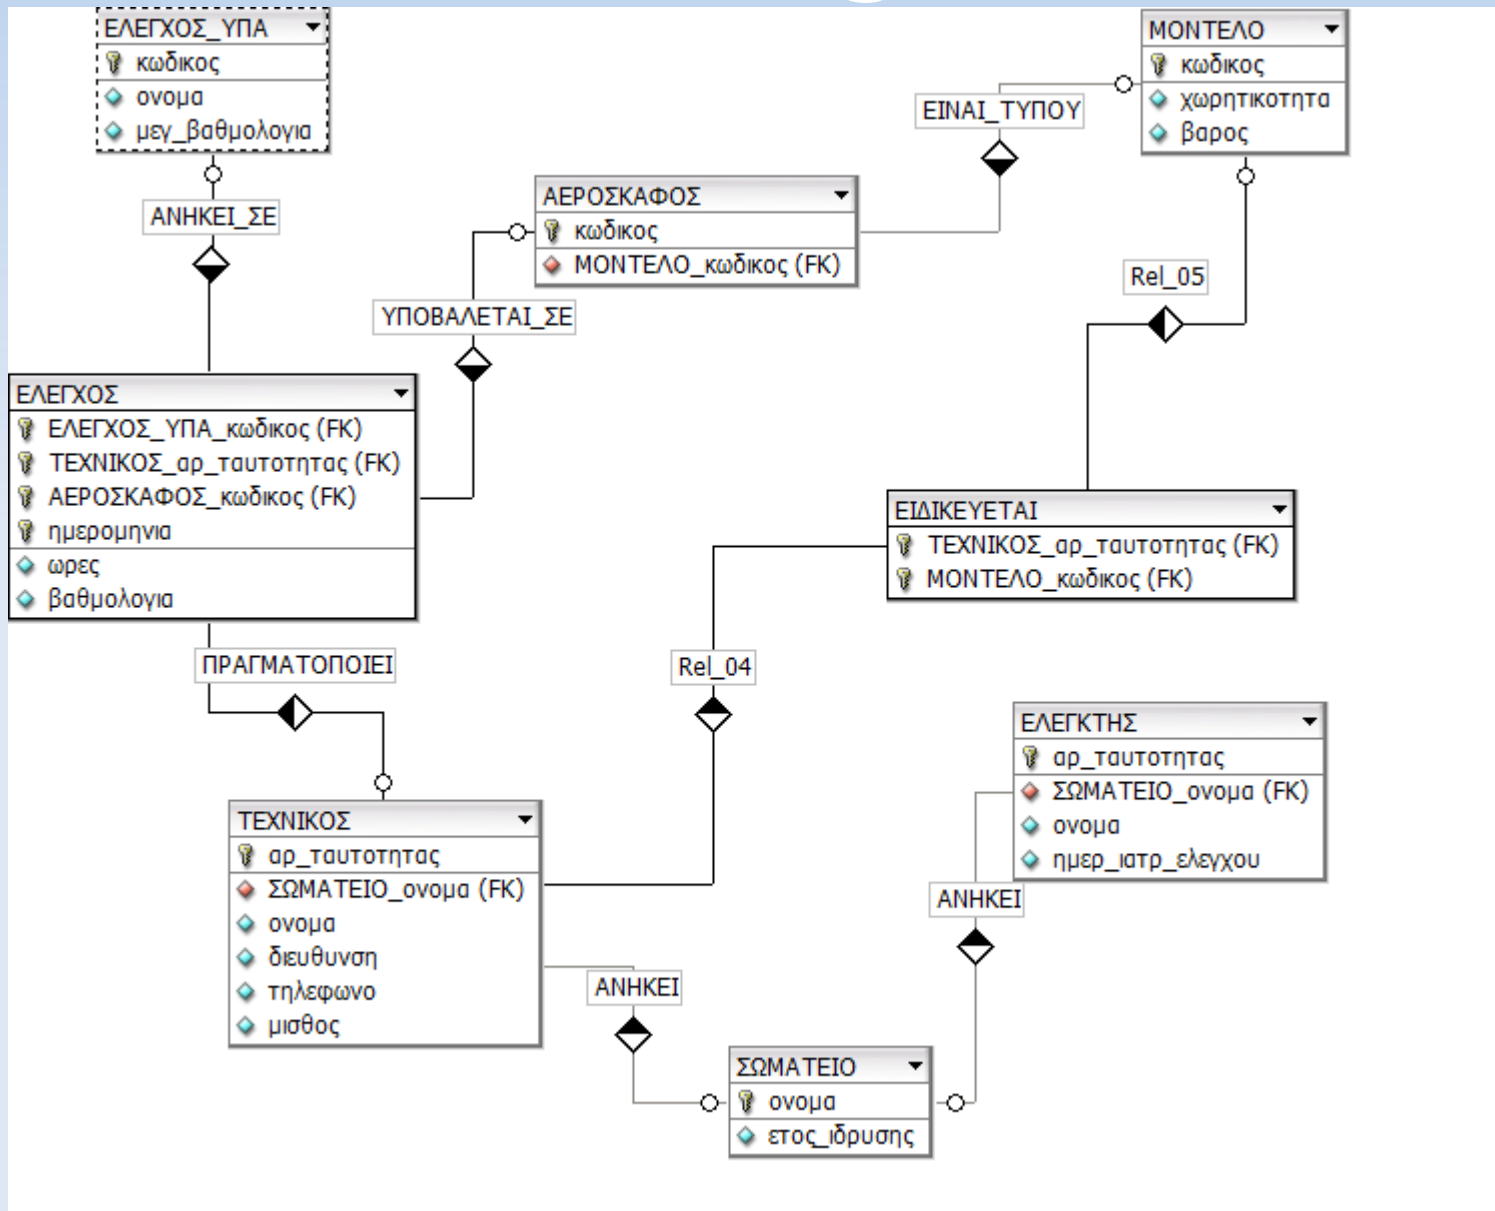 ΕΛΕΓΧΟΣ_ΥΠΑ
κωδικος
ονομα
μεγ_βαθμολογια
ΑΝΗΚΕΙ_ΣΕ
ΜΟΝΤΕΛΟ
κωδικος
χωρητικοτητα
βαρος
ΕΙΝΑΙ_ΤΥΠΟΥ
ΑΕΡΟΣΚΑΦΟΣ
κωδικος
ΜΟΝΤΕΛΟ_κωδικος (FK)
Rel_05
ΥΠΟΒΑΛΕΤΑΙ_ΣΕ
ΕΛΕΓΧΟΣ
ΕΛΕΓΧΟΣ_ΥΠΑ_κωδικος (FK)
ΤΕΧΝΙΚΟΣ_αρ_ταυτοτητας (FK)
ΑΕΡΟΣΚΑΦΟΣ_κωδικος (FK)
ημερομηνια
ωρες
βαθμολογια
ΕΙΔΙΚΕΥΕΤΑΙ
ΤΕΧΝΙΚΟΣ_αρ_ταυτοτητας (FK)
ΜΟΝΤΕΛΟ_κωδικος (FK)
ΠΡΑΓΜΑΤΟΠΟΙΕΙ
Rel_04
ΕΛΕΓΚΤΗΣ
αρ_ταυτοτητας
ΣΩΜΑΤΕΙΟ_ονομα (FK)
ονομα
ημερ_ιατρ_ελεγχου
ΑΝΗΚΕΙ
ΤΕΧΝΙΚΟΣ
αρ_ταυτοτητας
ΣΩΜΑΤΕΙΟ_ονομα (FK)
ονομα
διευθυνση
τηλεφωνο
μισθος
ΑΝΗΚΕΙ
ΣΩΜΑΤΕΙΟ
ονομα
ετος_ιδρυσης